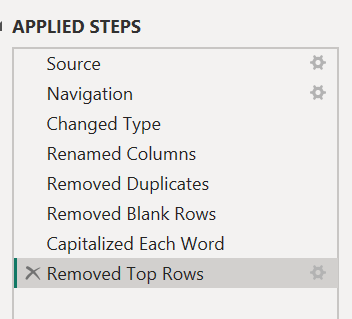 APPLIED STEPS
Source
Navigation
Changed Type
Renamed Columns
Removed Duplicates
Removed Blank Rows
Capitalized Each Word
Removed Top Rows